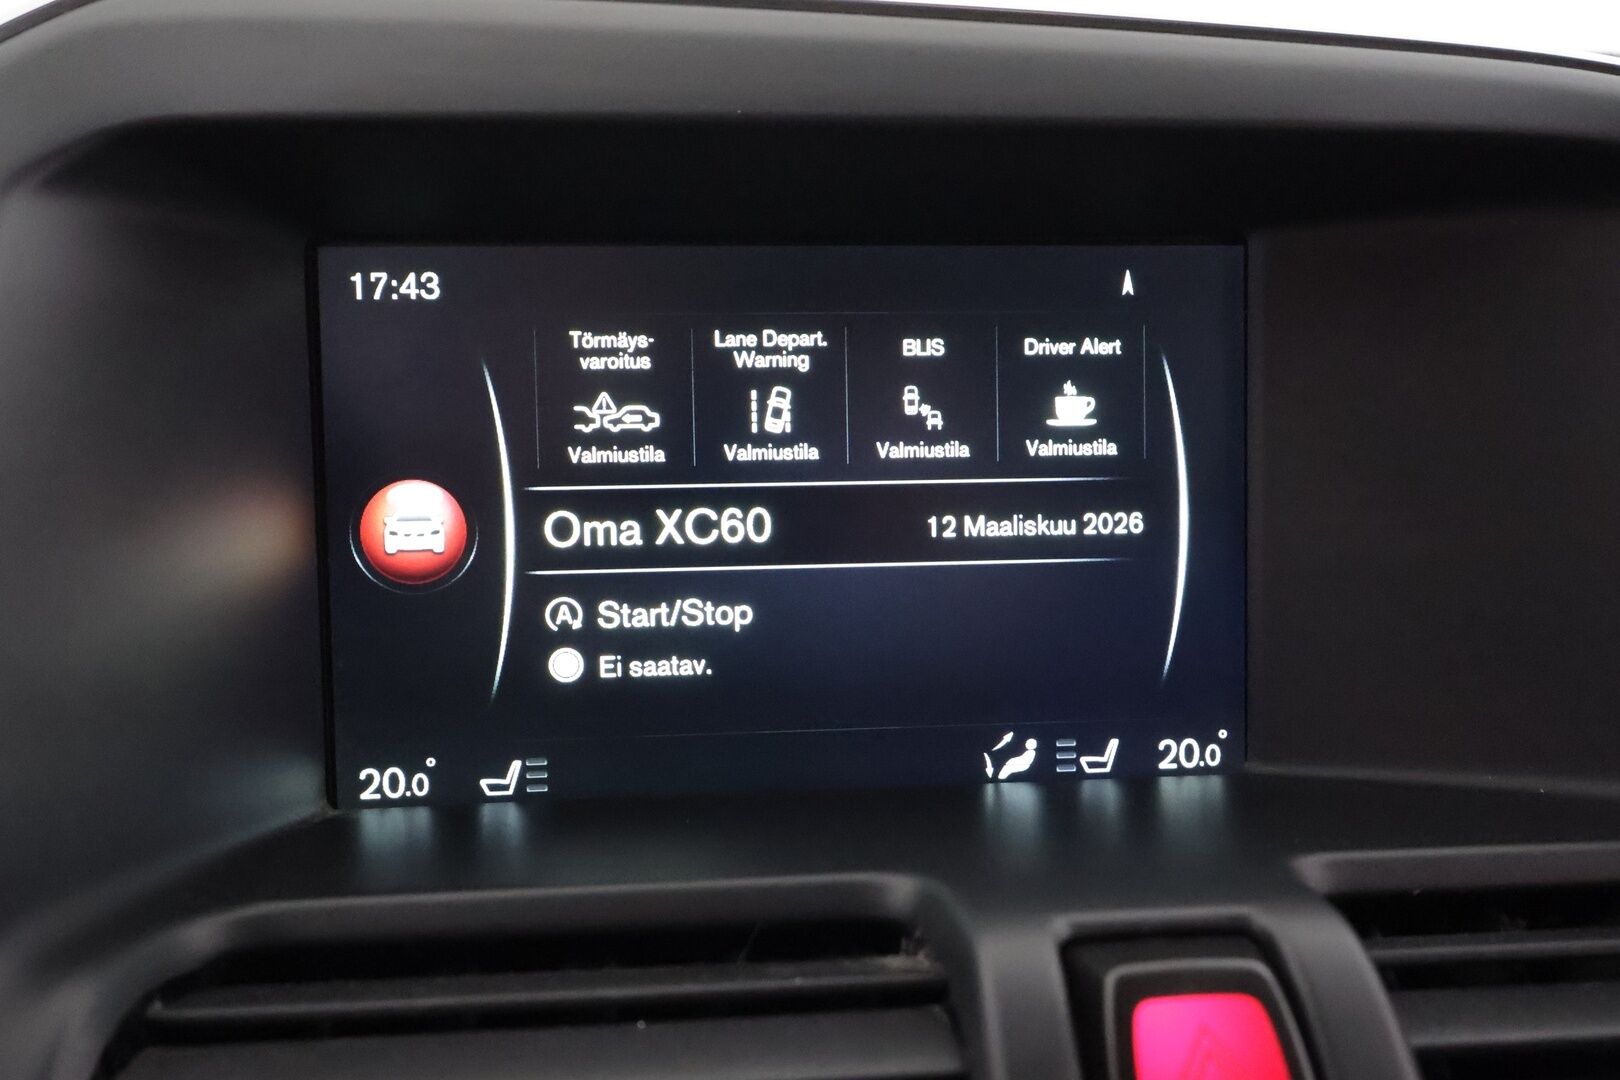 17:43
Törmäys-
varoitus
Valmiustila
Lane Depart.
Warning
Valmiustila
BLIS
Valmiustila
Driver Alert
Valmiustila
Oma XC60
12 Maaliskuu 2026
A Start/Stop
Ei saatav.
20.0°
20.0°